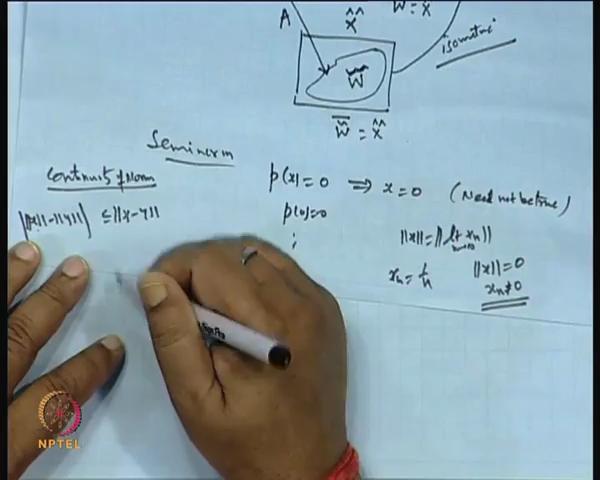 A
X̂̂
W = X̂
isometric
W̃
W̃̅ = X̂̂
Seminorm
Continuity of Norm
| ||x|| - ||y|| | ≤ ||x - y||
p(x) = 0 ⟹ x = 0 (Need not be true)
p(0) = 0
⋮
||x|| = || lt xₙ ||
n→∞
xₙ = 1/n
||x|| = 0
xₙ ≠ 0
NPTEL